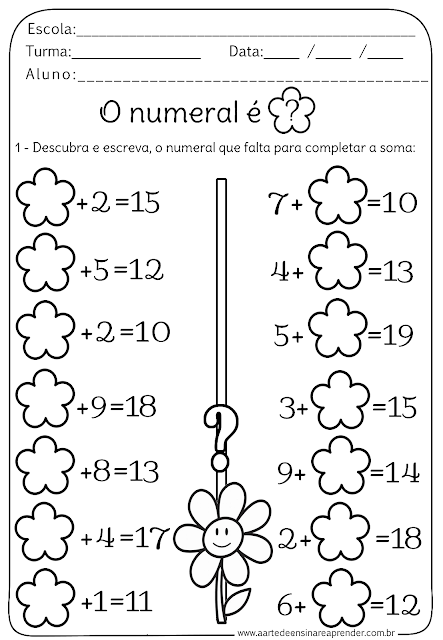 Escola:
Turma: Data: / /
Aluno:
O numeral é ?
1 - Descubra e escreva, o numeral que falta para completar a soma:
+2=15 7+ =10
+5=12 4+ =13
+2=10 5+ =19
+9=18 3+ =15
+8=13 9+ =14
+4=17 2+ =18
+1=11 6+ =12
?
www.aartedeensinareaprender.com.br